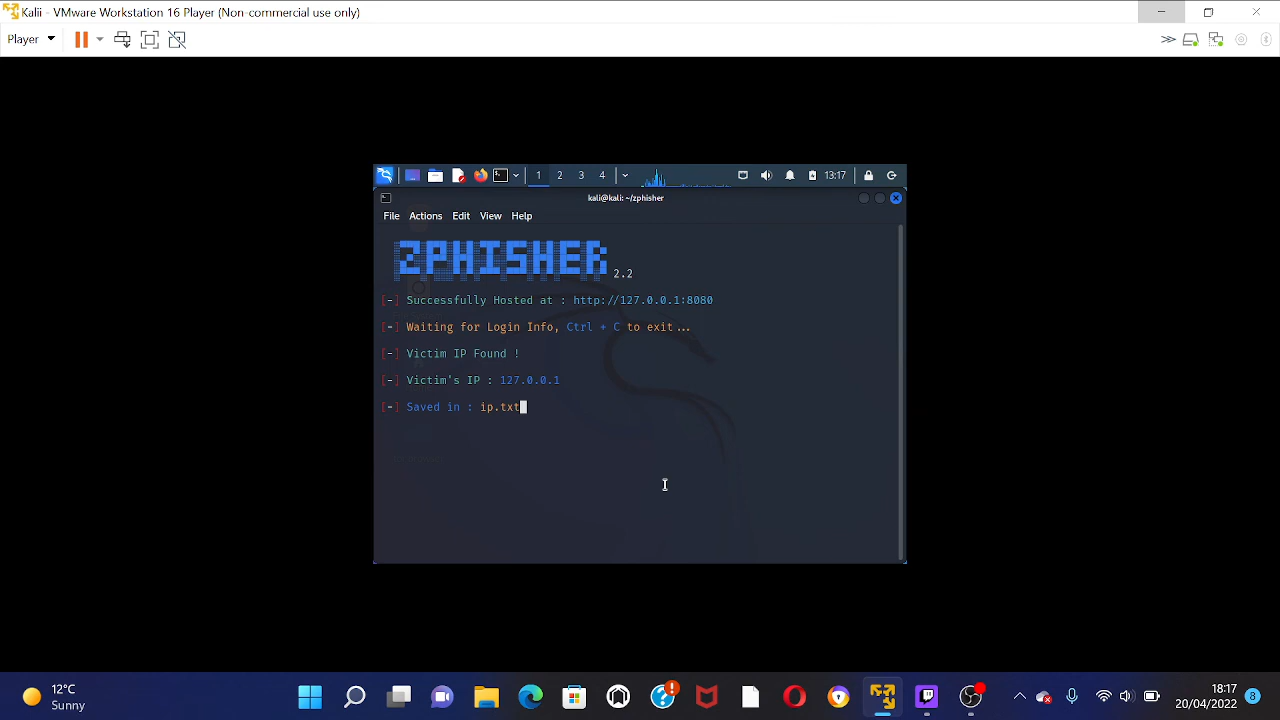 Kalii - VMware Workstation 16 Player (Non-commercial use only)
Player
1 2 3 4
13:17
kali@kali: ~/zphisher
File Actions Edit View Help
ZPHISHER 2.2
[-] Successfully Hosted at : http://127.0.0.1:8080
[-] Waiting for Login Info, Ctrl + C to exit...
[-] Victim IP Found !
[-] Victim's IP : 127.0.0.1
[-] Saved in : ip.txt
12°C
Sunny
18:17
20/04/2022
8